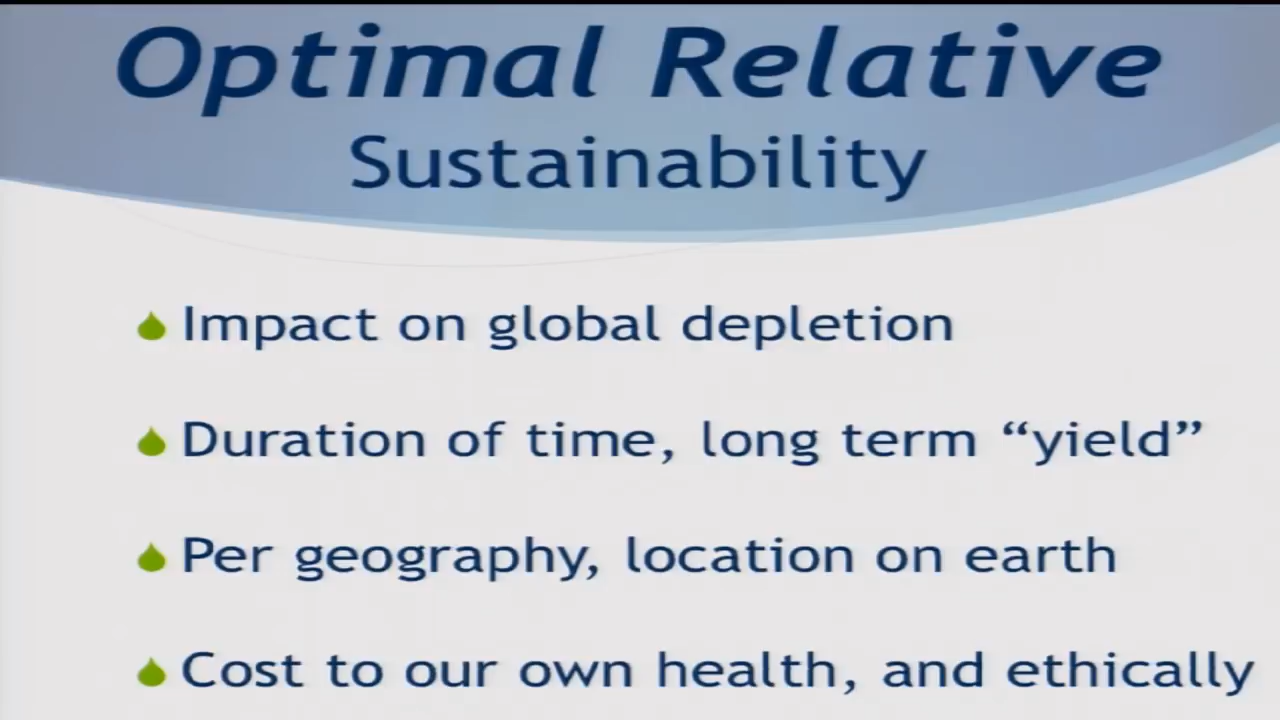 Optimal Relative
Sustainability
Impact on global depletion
Duration of time, long term “yield”
Per geography, location on earth
Cost to our own health, and ethically